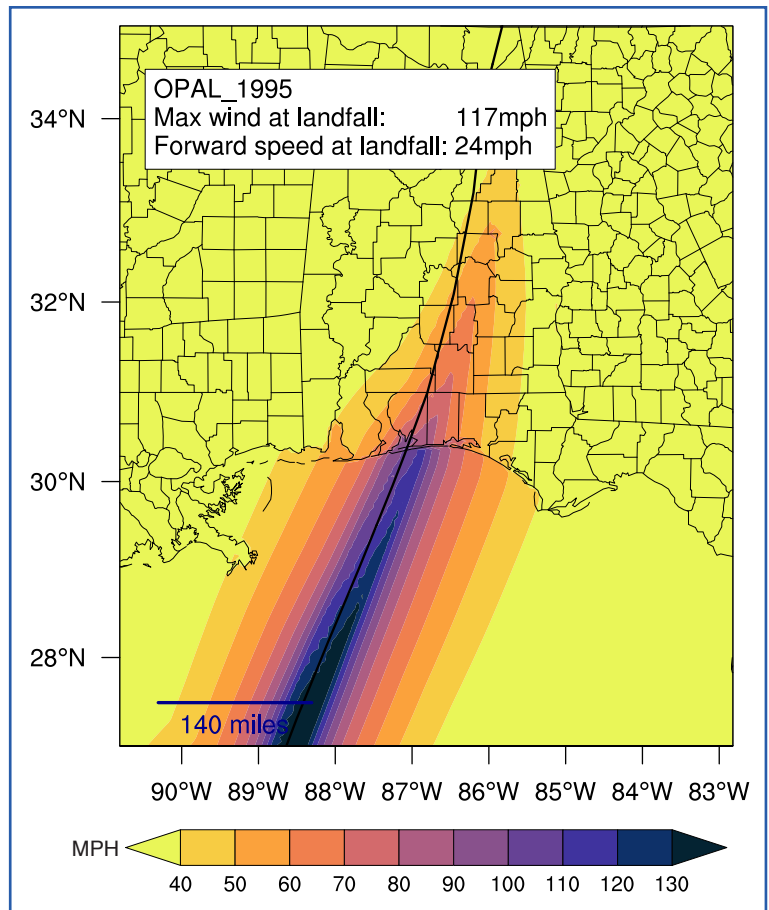 OPAL_1995
Max wind at landfall: 117mph
Forward speed at landfall: 24mph
34°N
32°N
30°N
28°N
140 miles
90°W 89°W 88°W 87°W 86°W 85°W 84°W 83°W
MPH
40 50 60 70 80 90 100 110 120 130